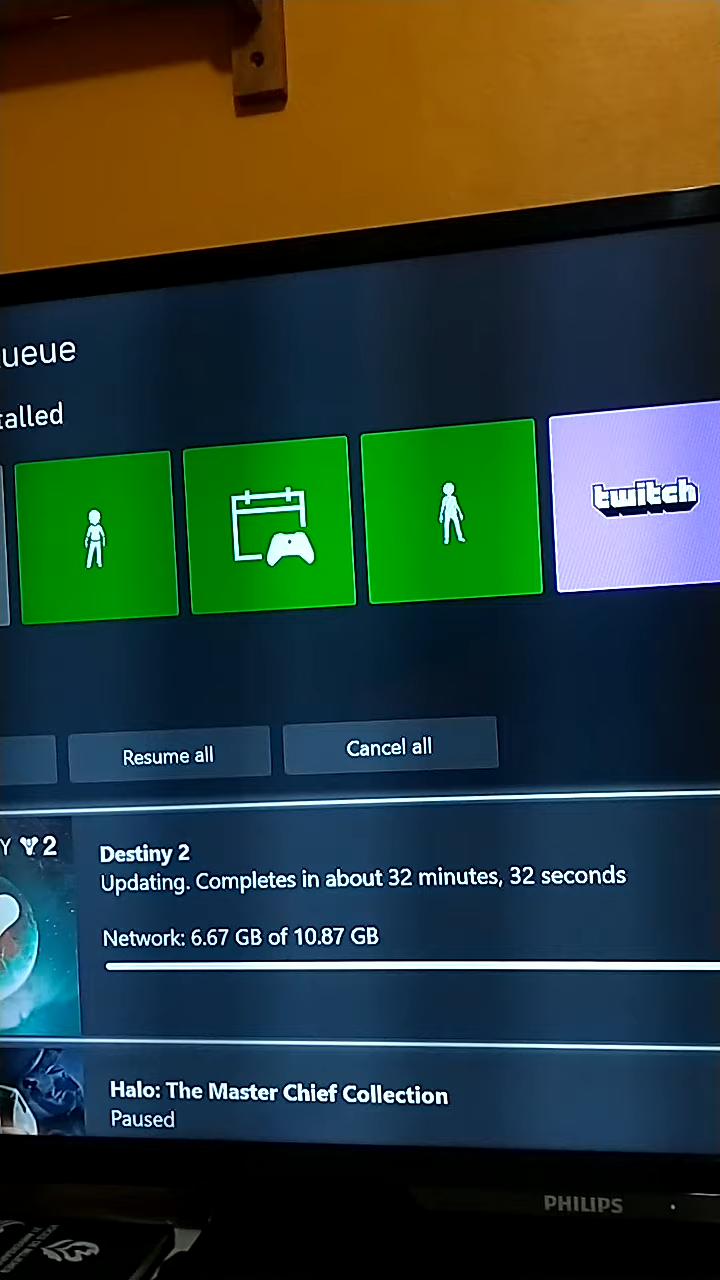 ueue
talled
twitch
Resume all
Cancel all
Y 2
Destiny 2
Updating. Completes in about 32 minutes, 32 seconds
Network: 6.67 GB of 10.87 GB
Halo: The Master Chief Collection
Paused
PHILIPS